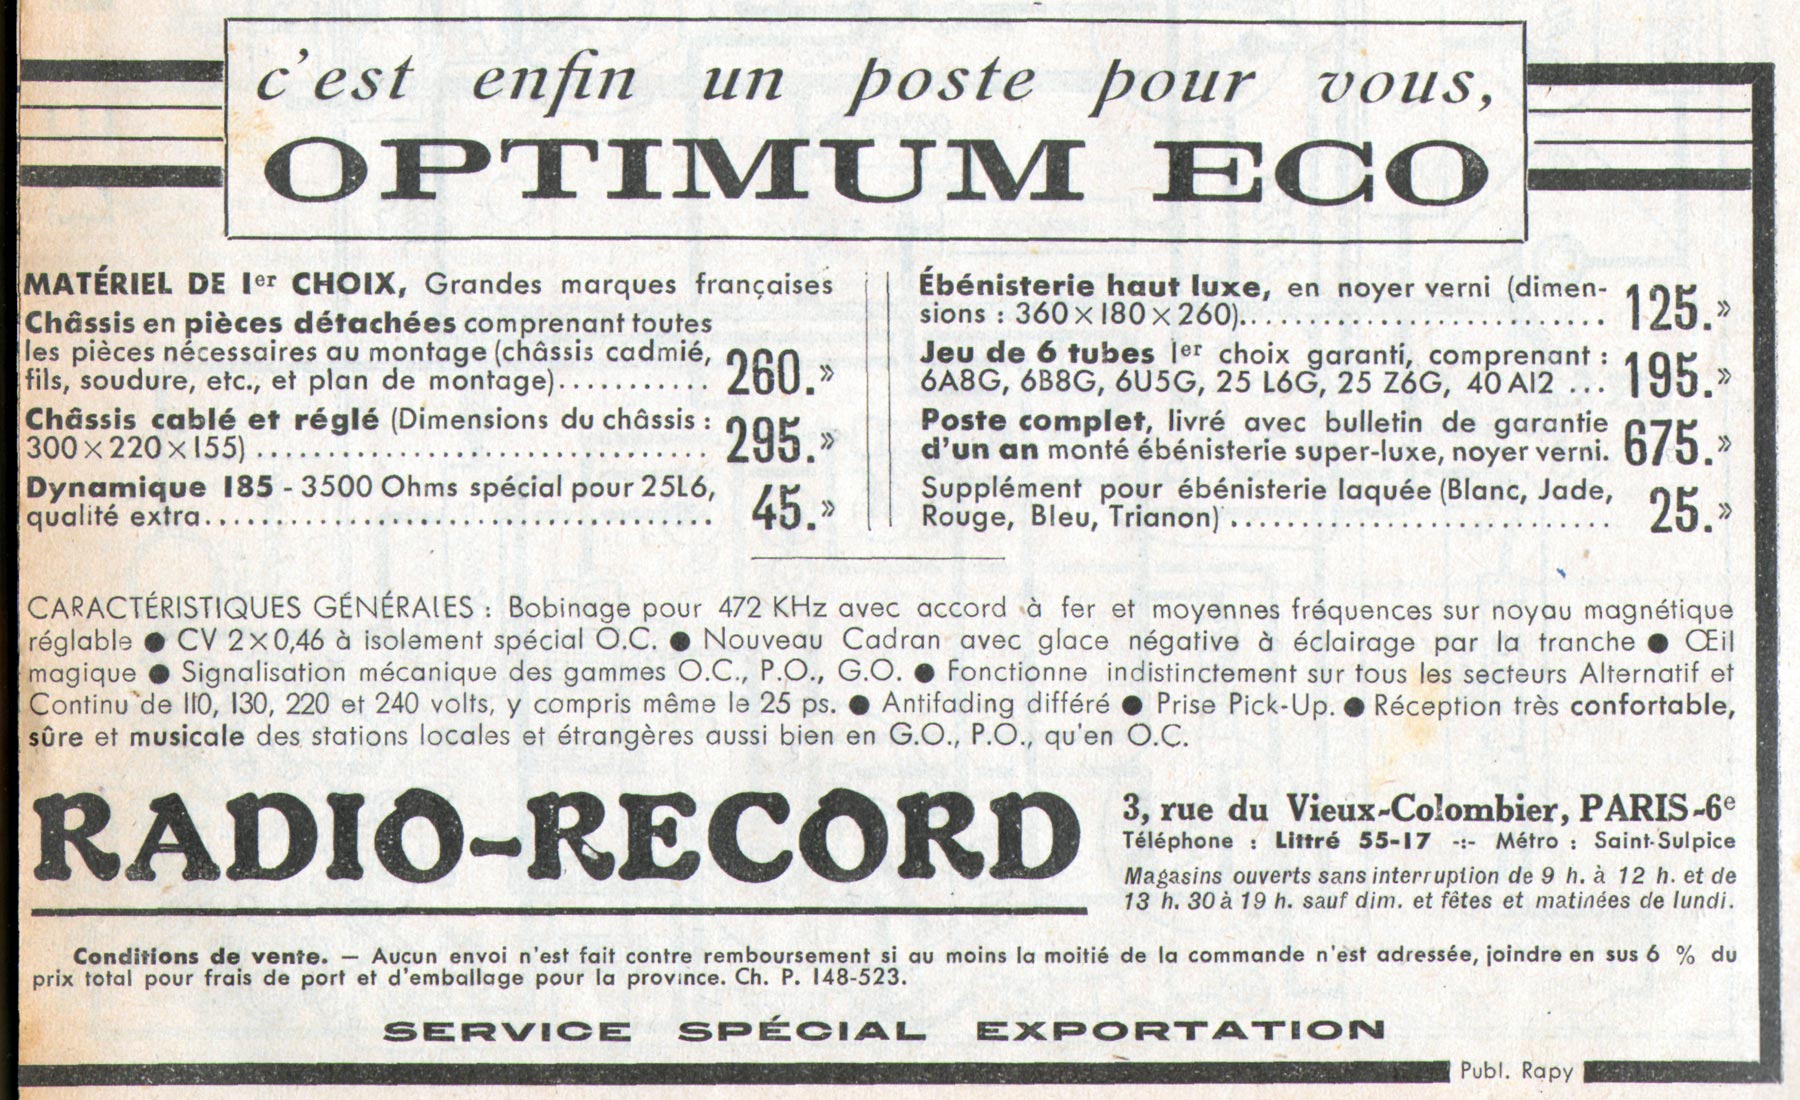 c'est enfin un poste pour vous,
OPTIMUM ECO
MATÉRIEL DE 1er CHOIX, Grandes marques françaises
Châssis en pièces détachées comprenant toutes
les pièces nécessaires au montage (châssis cadmié,
fils, soudure, etc., et plan de montage)........... 260.»
Châssis cablé et réglé (Dimensions du châssis :
300×220×155) ................................. 295.»
Dynamique 185 - 3500 Ohms spécial pour 25L6,
qualité extra..................................... 45.»
Ébénisterie haut luxe, en noyer verni (dimen-
sions : 360×180×260)........................... 125.»
Jeu de 6 tubes 1er choix garanti, comprenant :
6A8G, 6B8G, 6U5G, 25 L6G, 25 Z6G, 40 A12 ... 195.»
Poste complet, livré avec bulletin de garantie
d'un an monté ébénisterie super-luxe, noyer verni. 675.»
Supplément pour ébénisterie laquée (Blanc, Jade,
Rouge, Bleu, Trianon) ........................... 25.»
CARACTÉRISTIQUES GÉNÉRALES : Bobinage pour 472 KHz avec accord à fer et moyennes fréquences sur noyau magnétique
réglable ● CV 2×0,46 à isolement spécial O.C. ● Nouveau Cadran avec glace négative à éclairage par la tranche ● Œil
magique ● Signalisation mécanique des gammes O.C., P.O., G.O. ● Fonctionne indistinctement sur tous les secteurs Alternatif et
Continu de 110, 130, 220 et 240 volts, y compris même le 25 ps. ● Antifading différé ● Prise Pick-Up. ● Réception très confortable,
sûre et musicale des stations locales et étrangères aussi bien en G.O., P.O., qu'en O.C.
RADIO-RECORD
3, rue du Vieux-Colombier, PARIS-6e
Téléphone : Littré 55-17 -:- Métro : Saint-Sulpice
Magasins ouverts sans interruption de 9 h. à 12 h. et de
13 h. 30 à 19 h. sauf dim. et fêtes et matinées de lundi.
Conditions de vente. — Aucun envoi n'est fait contre remboursement si au moins la moitié de la commande n'est adressée, joindre en sus 6 % du
prix total pour frais de port et d'emballage pour la province. Ch. P. 148-523.
SERVICE SPÉCIAL EXPORTATION
Publ. Rapy